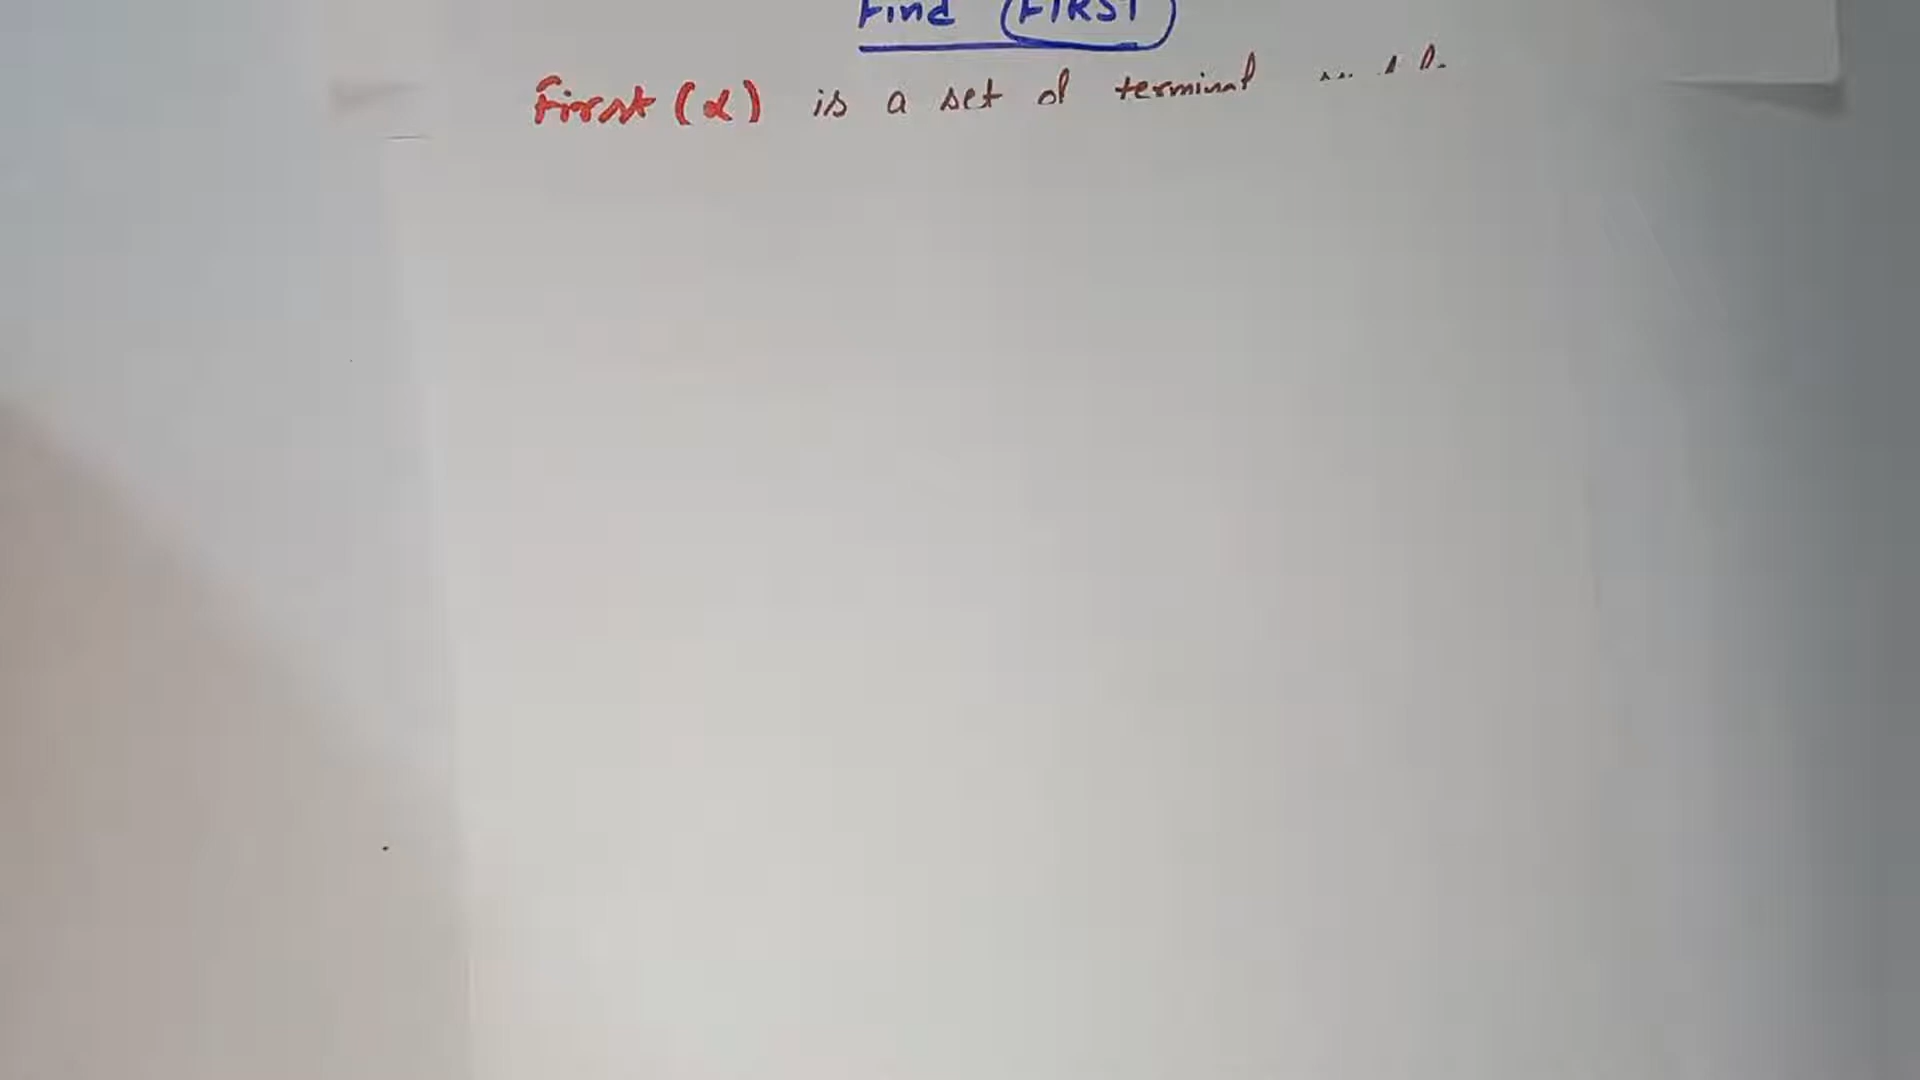 Find FIRST
First (α) is a set of terminal